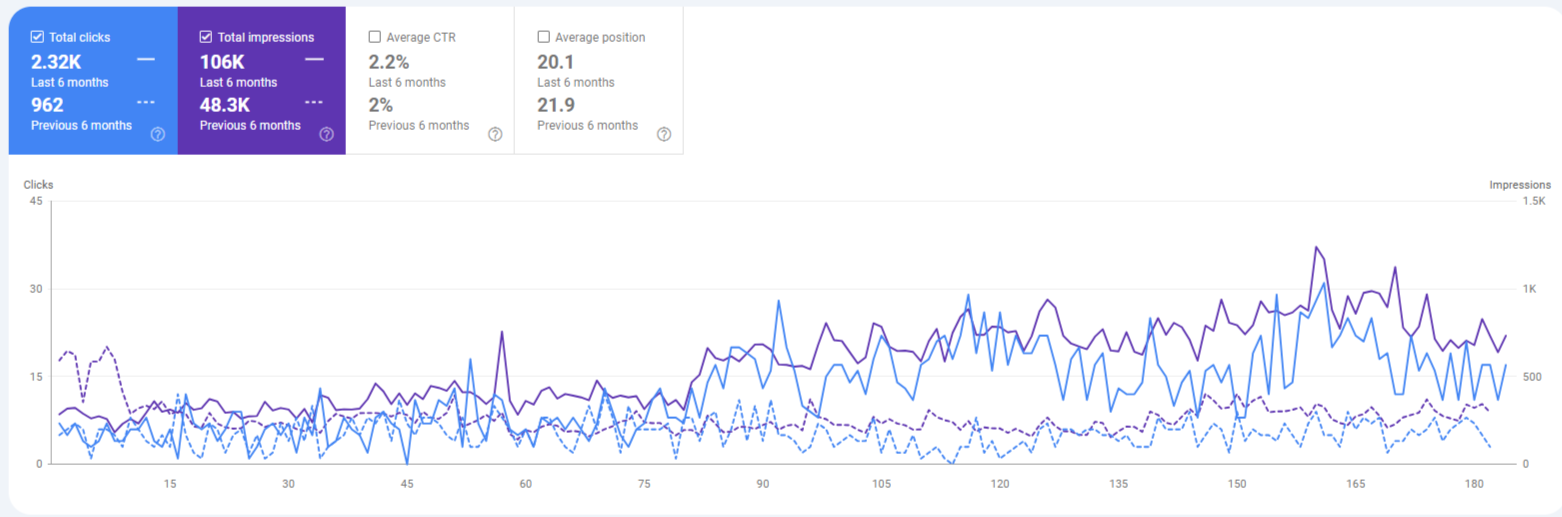 Total clicks
2.32K
Last 6 months
962
Previous 6 months
Total impressions
106K
Last 6 months
48.3K
Previous 6 months
Average CTR
2.2%
Last 6 months
2%
Previous 6 months
Average position
20.1
Last 6 months
21.9
Previous 6 months
Clicks
Impressions
45
1.5K
30
1K
15
500
0
0
15
30
45
60
75
90
105
120
135
150
165
180